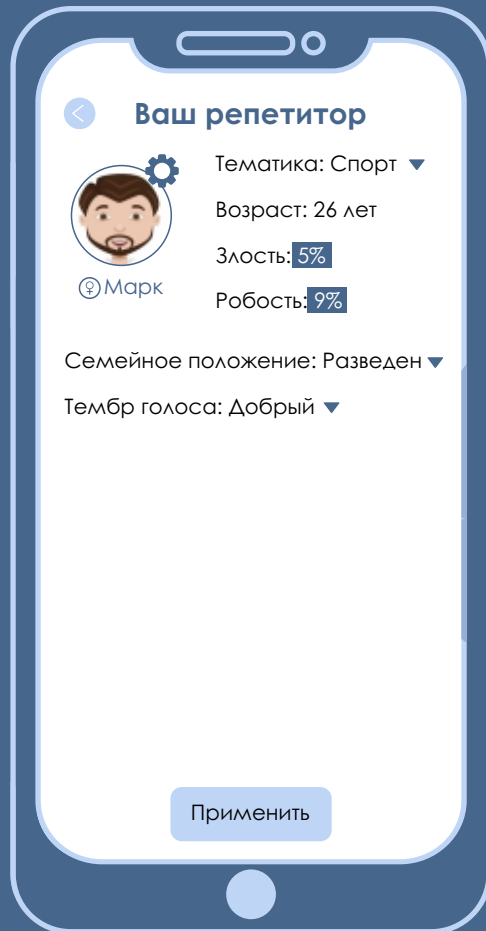 Ваш репетитор
Тематика: Спорт
Возраст: 26 лет
Злость: 5%
Марк
Робость: 9%
Семейное положение: Разведен
Тембр голоса: Добрый
Применить